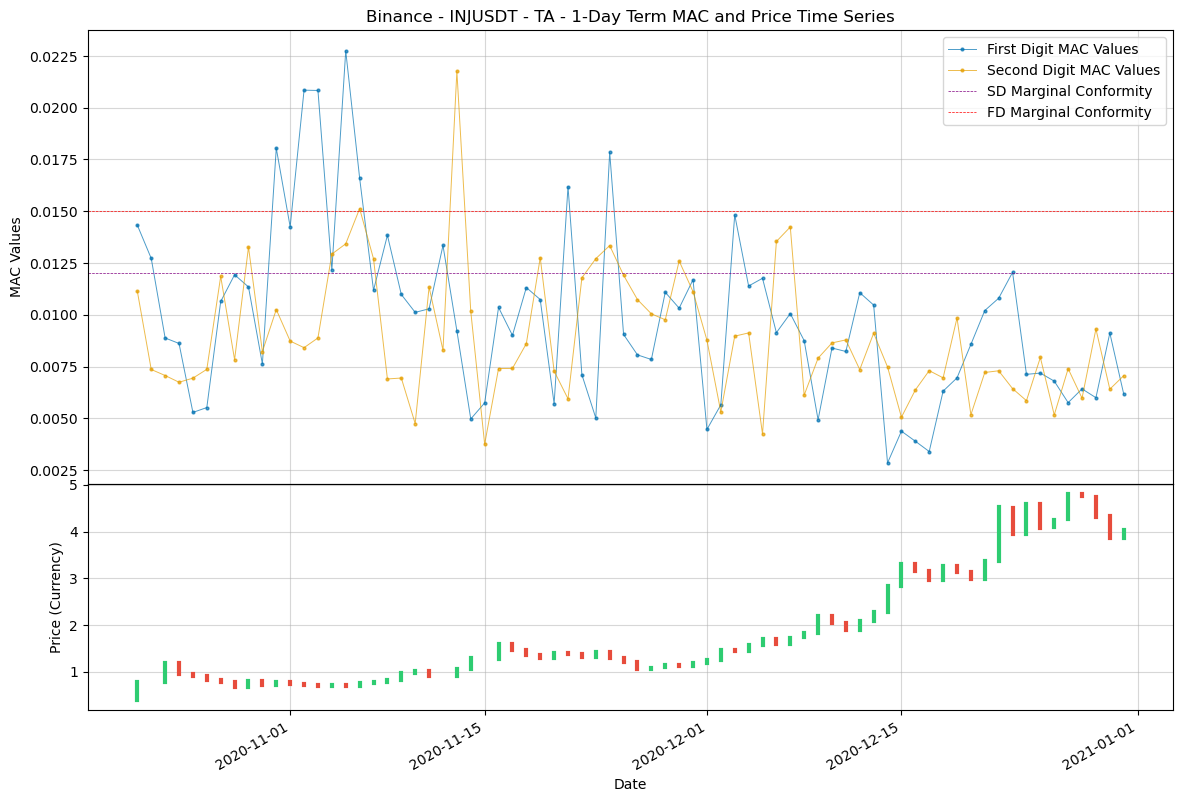 Binance - INJUSDT - TA - 1-Day Term MAC and Price Time Series
First Digit MAC Values
Second Digit MAC Values
SD Marginal Conformity
FD Marginal Conformity
MAC Values
0.0225
0.0200
0.0175
0.0150
0.0125
0.0100
0.0075
0.0050
0.0025
Price (Currency)
5
4
3
2
1
2020-11-01
2020-11-15
2020-12-01
2020-12-15
2021-01-01
Date